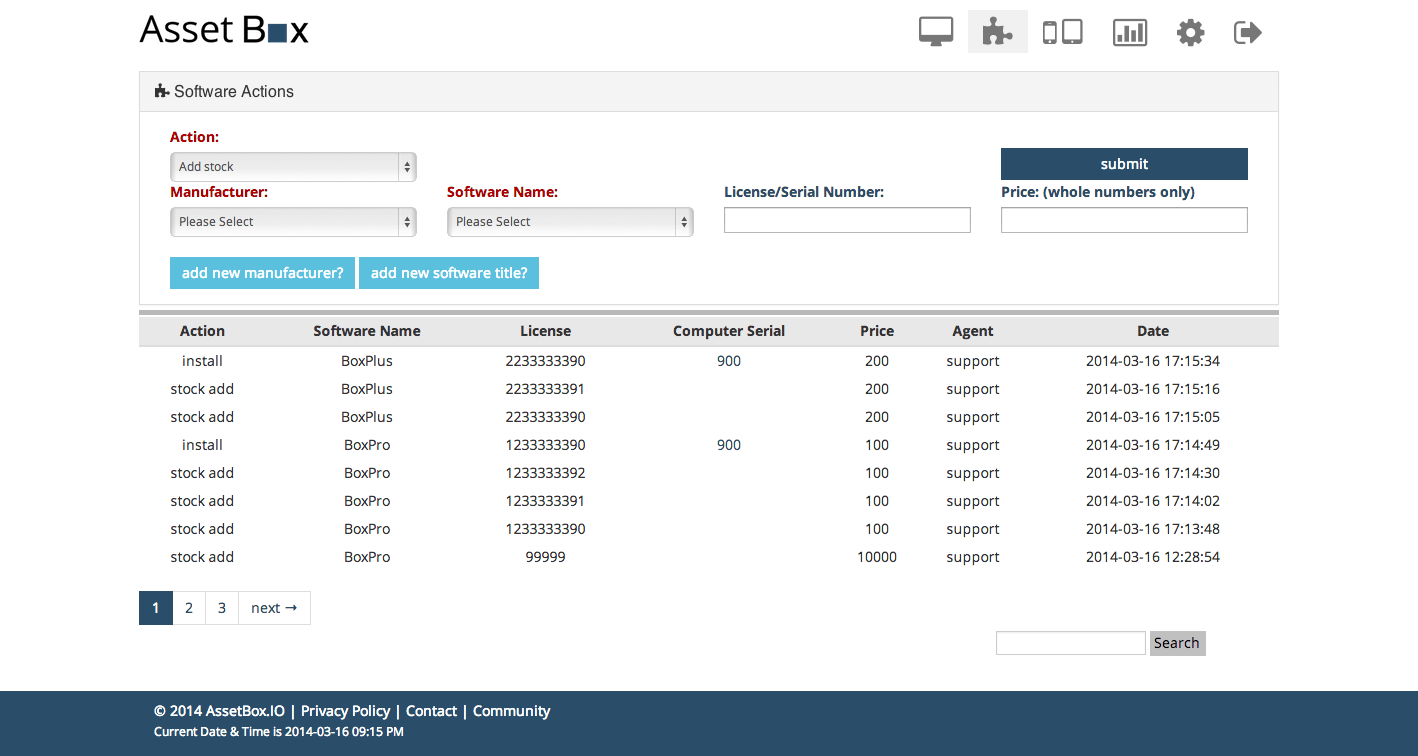 Asset Box
Software Actions
Action:
Add stock
submit
Manufacturer: Software Name: License/Serial Number: Price: (whole numbers only)
Please Select Please Select
add new manufacturer? add new software title?
Action Software Name License Computer Serial Price Agent Date
install BoxPlus 2233333390 900 200 support 2014-03-16 17:15:34
stock add BoxPlus 2233333391 200 support 2014-03-16 17:15:16
stock add BoxPlus 2233333390 200 support 2014-03-16 17:15:05
install BoxPro 1233333390 900 100 support 2014-03-16 17:14:49
stock add BoxPro 1233333392 100 support 2014-03-16 17:14:30
stock add BoxPro 1233333391 100 support 2014-03-16 17:14:02
stock add BoxPro 1233333390 100 support 2014-03-16 17:13:48
stock add BoxPro 99999 10000 support 2014-03-16 12:28:54
1 2 3 next →
Search
© 2014 AssetBox.IO | Privacy Policy | Contact | Community
Current Date & Time is 2014-03-16 09:15 PM